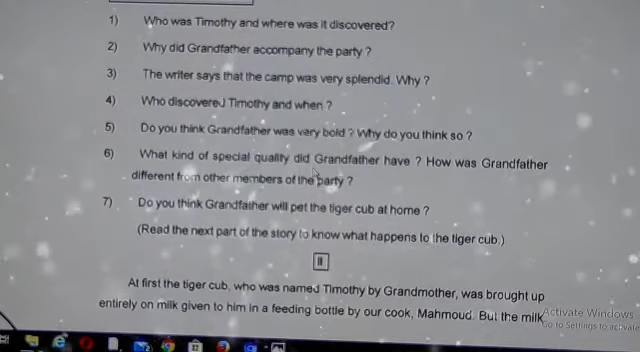 1) Who was Timothy and where was it discovered?
2) Why did Grandfather accompany the party ?
3) The writer says that the camp was very splendid. Why ?
4) Who discovered Timothy and when ?
5) Do you think Grandfather was very bold ? Why do you think so ?
6) What kind of special quality did Grandfather have ? How was Grandfather
different from other members of the party ?
7) Do you think Grandfather will pet the tiger cub at home ?
(Read the next part of the story to know what happens to the tiger cub.)
II
At first the tiger cub, who was named Timothy by Grandmother, was brought up
entirely on milk given to him in a feeding bottle by our cook, Mahmoud. But the milk
Activate Windows
Go to Settings to activate